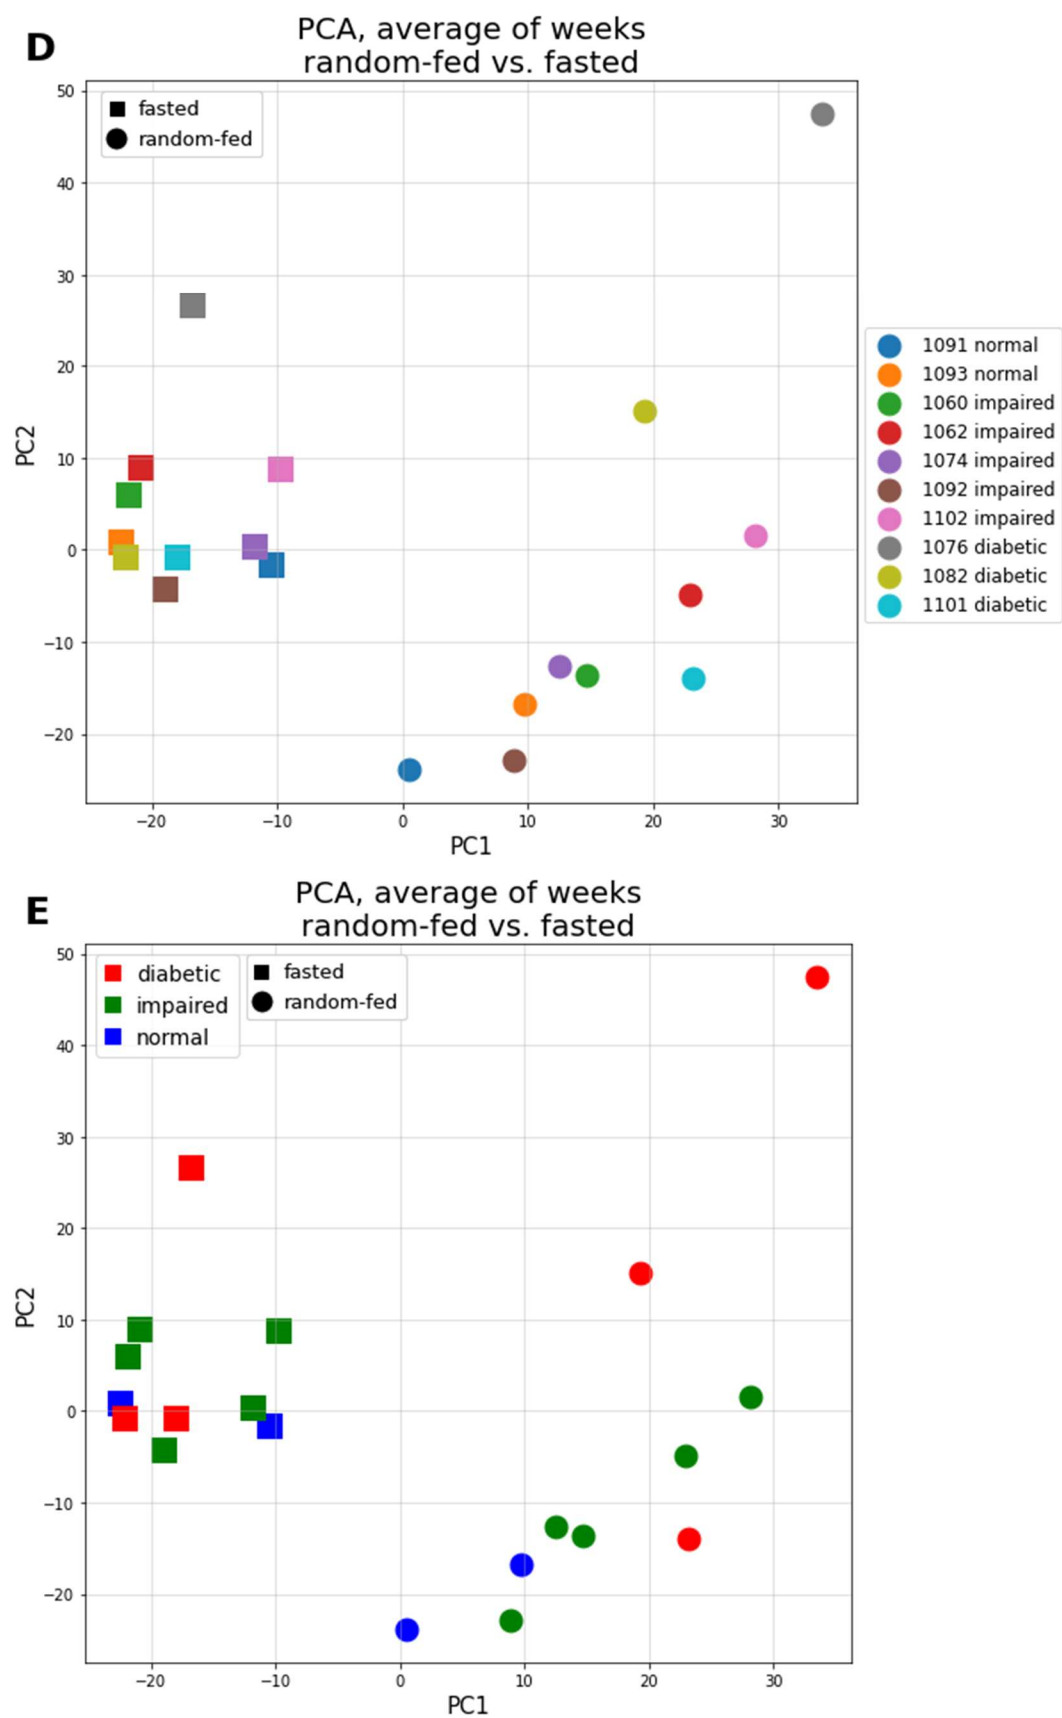 D
PCA, average of weeks
random-fed vs. fasted
fasted
random-fed
50
40
30
20
10
0
−10
−20
PC2
−20 −10 0 10 20 30
PC1
1091 normal
1093 normal
1060 impaired
1062 impaired
1074 impaired
1092 impaired
1102 impaired
1076 diabetic
1082 diabetic
1101 diabetic
E
PCA, average of weeks
random-fed vs. fasted
diabetic
impaired
normal
fasted
random-fed
50
40
30
20
10
0
−10
−20
PC2
−20 −10 0 10 20 30
PC1